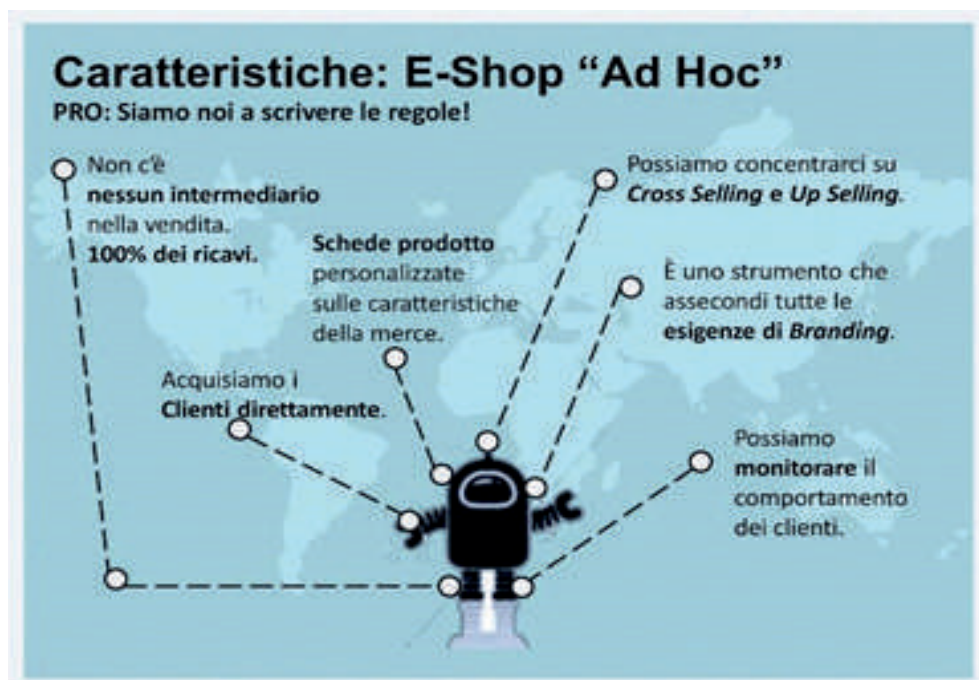 Caratteristiche: E-Shop “Ad Hoc”
PRO: Siamo noi a scrivere le regole!
Non c'è
nessun intermediario
nella vendita.
100% dei ricavi.
Schede prodotto
personalizzate
sulle caratteristiche
della merce.
Acquisiamo i
Clienti direttamente.
Possiamo concentrarci su
Cross Selling e Up Selling.
È uno strumento che
assecondi tutte le
esigenze di Branding.
Possiamo
monitorare il
comportamento
dei clienti.